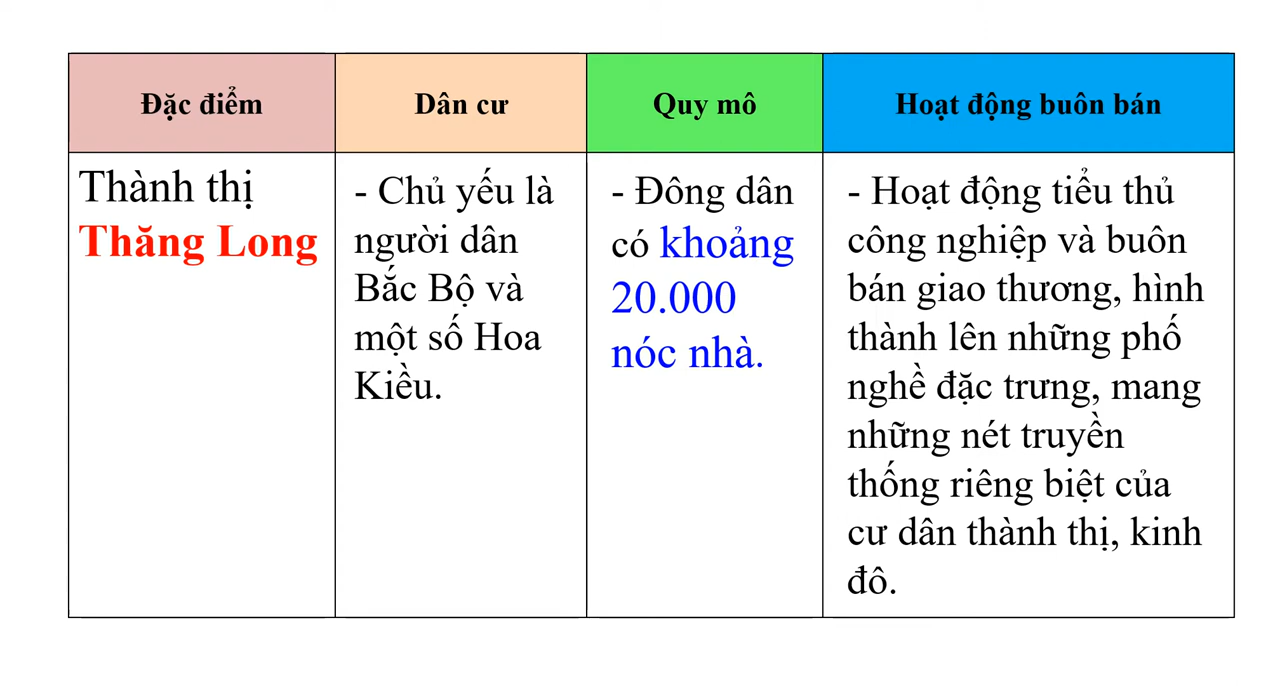 Đặc điểm
Dân cư
Quy mô
Hoạt động buôn bán
Thành thị
Thăng Long
- Chủ yếu là
người dân
Bắc Bộ và
một số Hoa
Kiều.
- Đông dân
có khoảng
20.000
nóc nhà.
- Hoạt động tiểu thủ
công nghiệp và buôn
bán giao thương, hình
thành lên những phố
nghề đặc trưng, mang
những nét truyền
thống riêng biệt của
cư dân thành thị, kinh
đô.